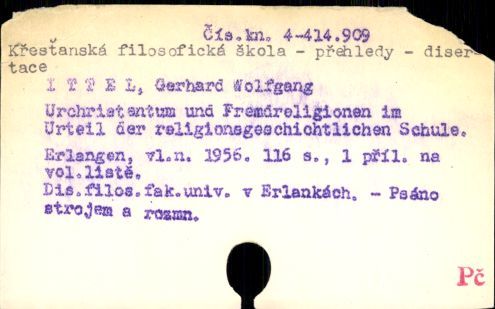 Čís.kn. 4-414.909
Křesťanská filosofická škola - přehledy - diser-
tace
I T T E L, Gerhard Wolfgang
Urchristentum und Fremdreligionen im
Urteil der religionsgeschichtlichen Schule.
Erlangen, vl.n. 1956. 116 s., 1 příl. na
vol.listě.
Dis.filos.fak.univ. v Erlankách. - Psáno
strojem a rozmn.
Pč